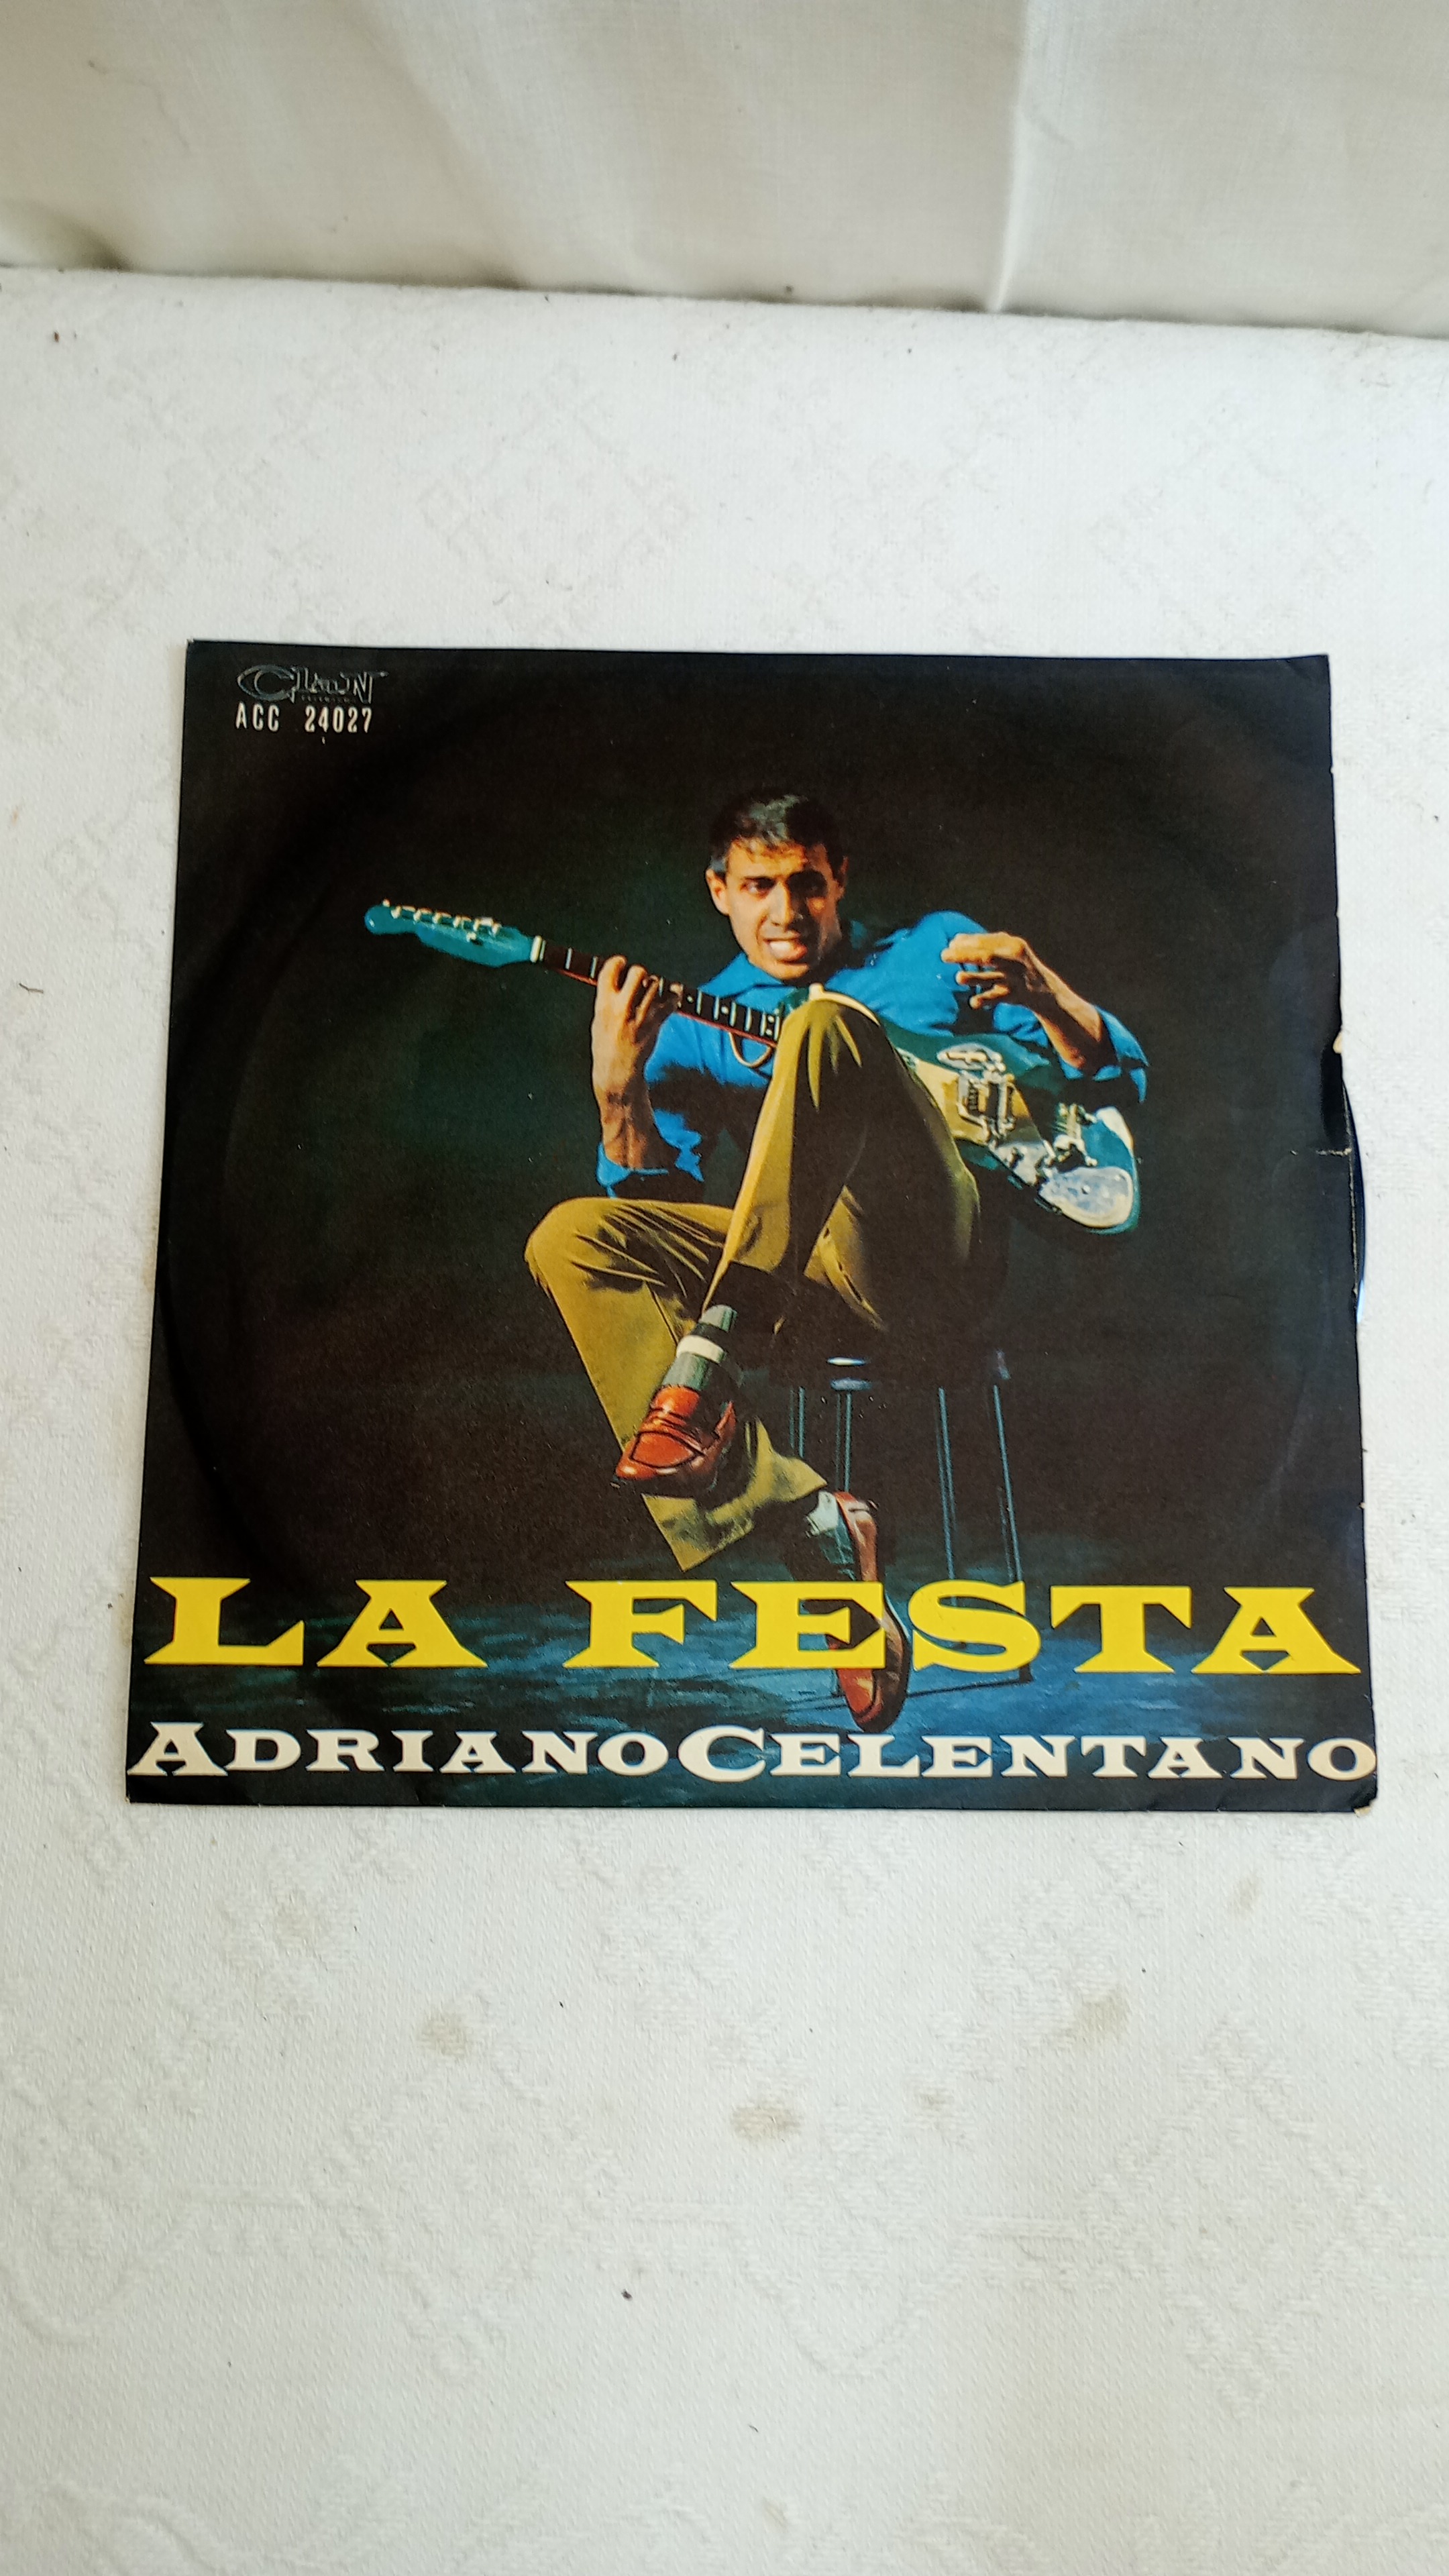 Clan
ACC 24027
LA FESTA
ADRIANO CELENTANO